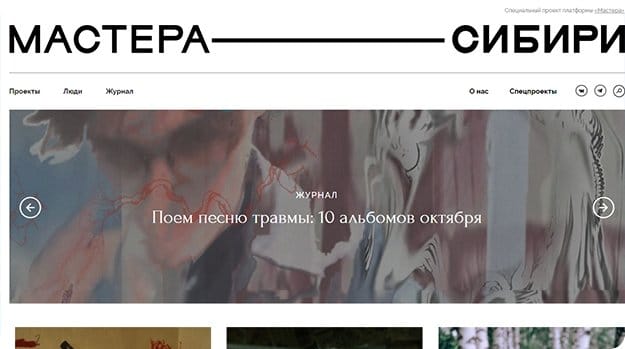 Специальный проект платформы «Мастера»
МАСТЕРА СИБИРИ
Проекты Люди Журнал О нас Спецпроекты
ЖУРНАЛ
Поем песню травмы: 10 альбомов октября